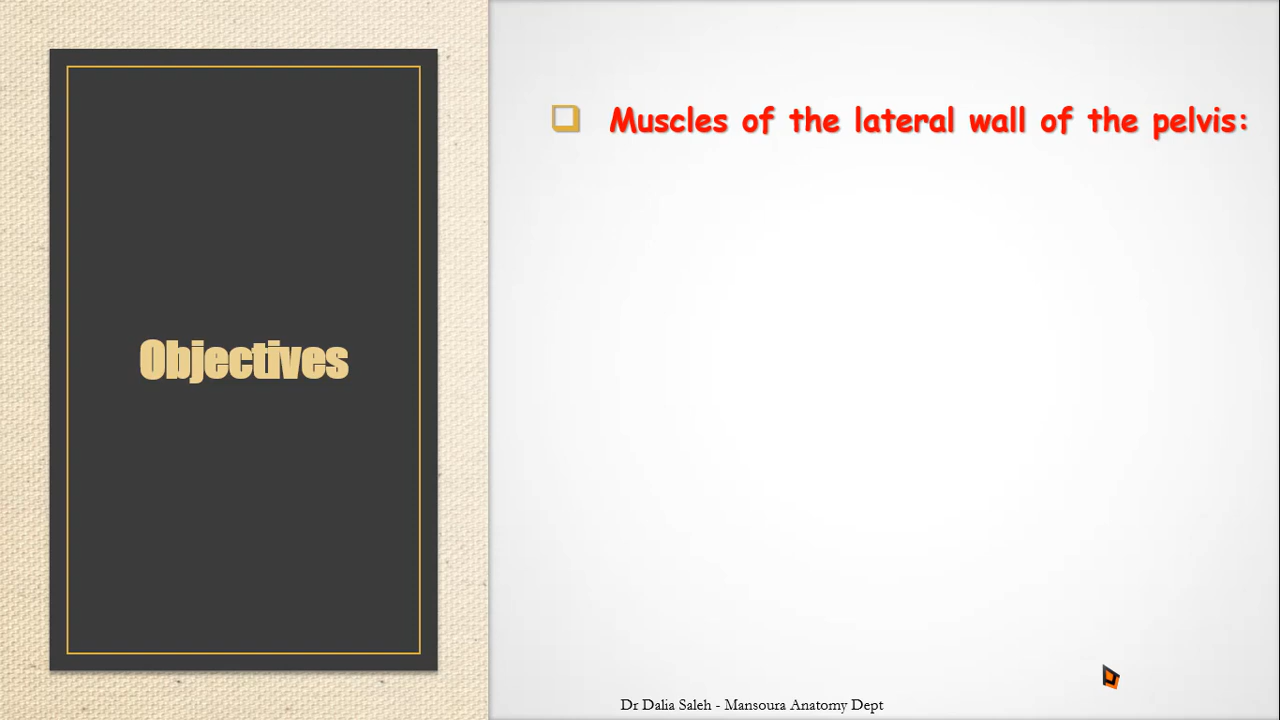 Objectives
Muscles of the lateral wall of the pelvis:
Dr Dalia Saleh - Mansoura Anatomy Dept